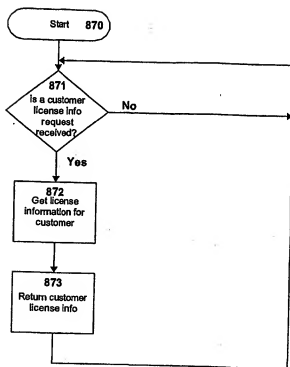 Start 870
871
is a customer
license info
request
received?
No
Yes
872
Get license
information for
customer
873
Return customer
license info